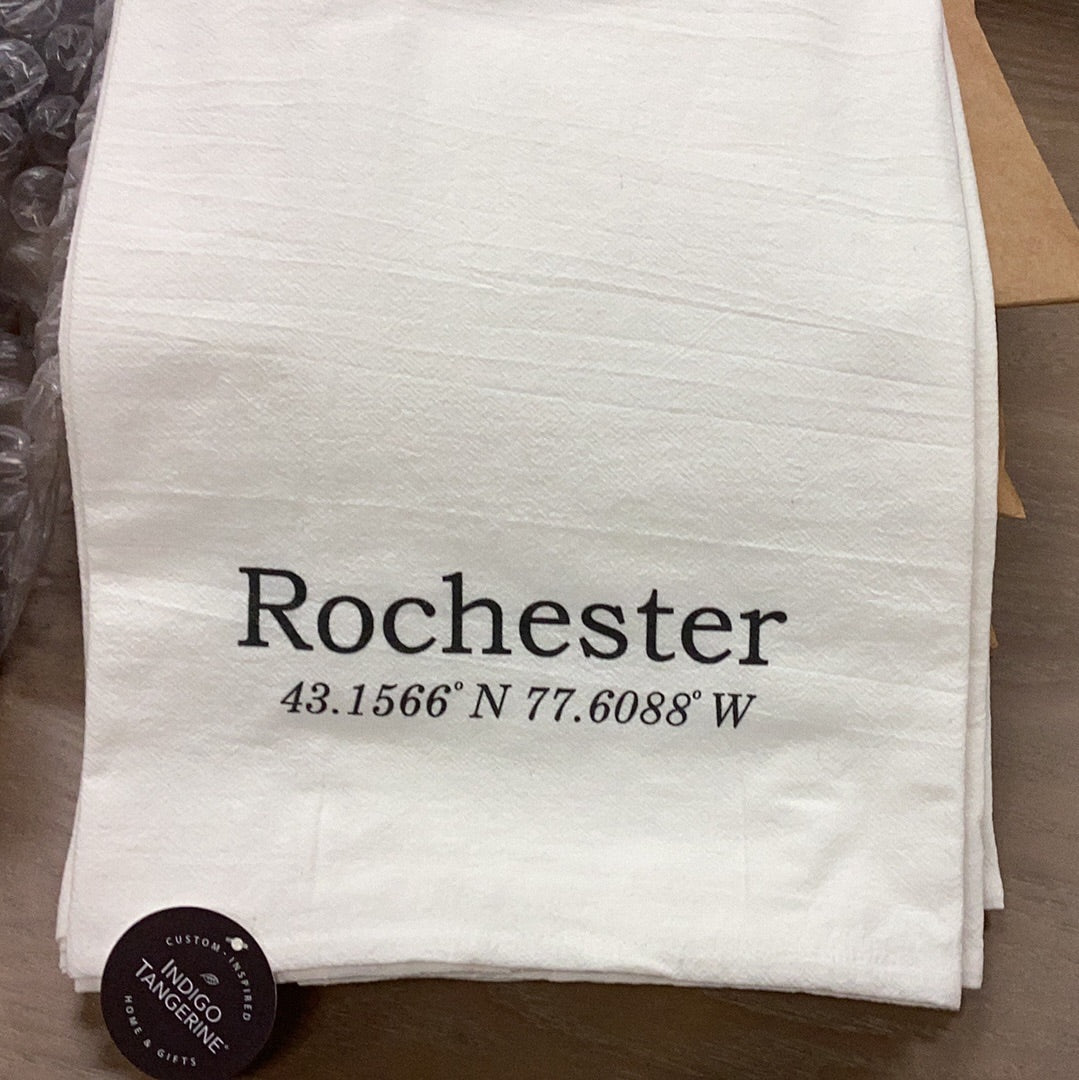 Rochester
43.1566° N 77.6088° W
CUSTOM-INSPIRED
INDIGO
TANGERINE®
HOME & GIFTS